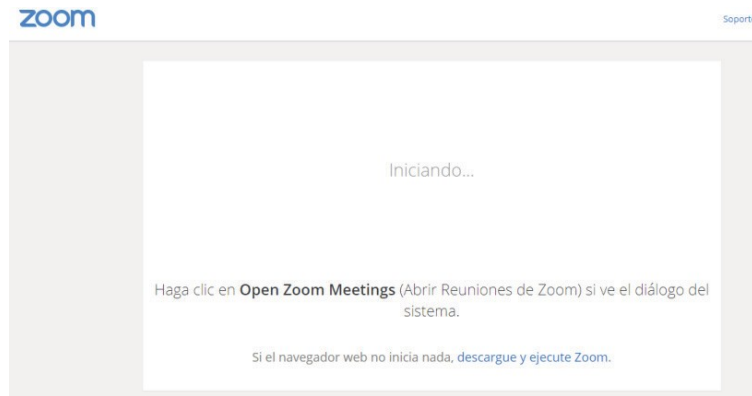 zoom
Soport
Iniciando...
Haga clic en Open Zoom Meetings (Abrir Reuniones de Zoom) si ve el diálogo del
sistema.
Si el navegador web no inicia nada, descargue y ejecute Zoom.